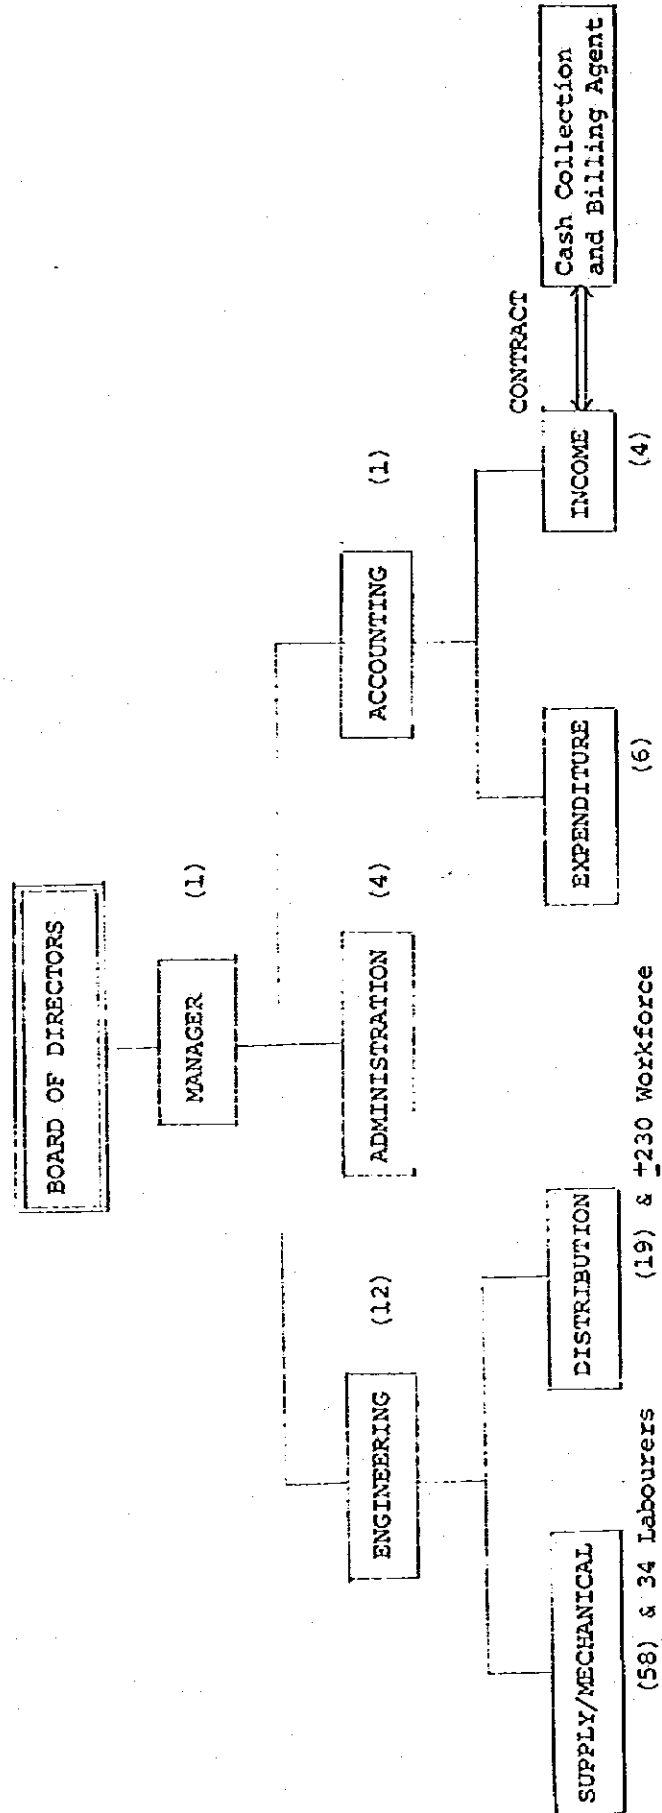 BOARD OF DIRECTORS
MANAGER
(1)
ENGINEERING
(12)
ADMINISTRATION
(4)
ACCOUNTING
(1)
SUPPLY/MECHANICAL
(58) & 34 Labourers
DISTRIBUTION
(19) & ±230 Workforce
EXPENDITURE
(6)
INCOME
(4)
CONTRACT
Cash Collection
and Billing Agent